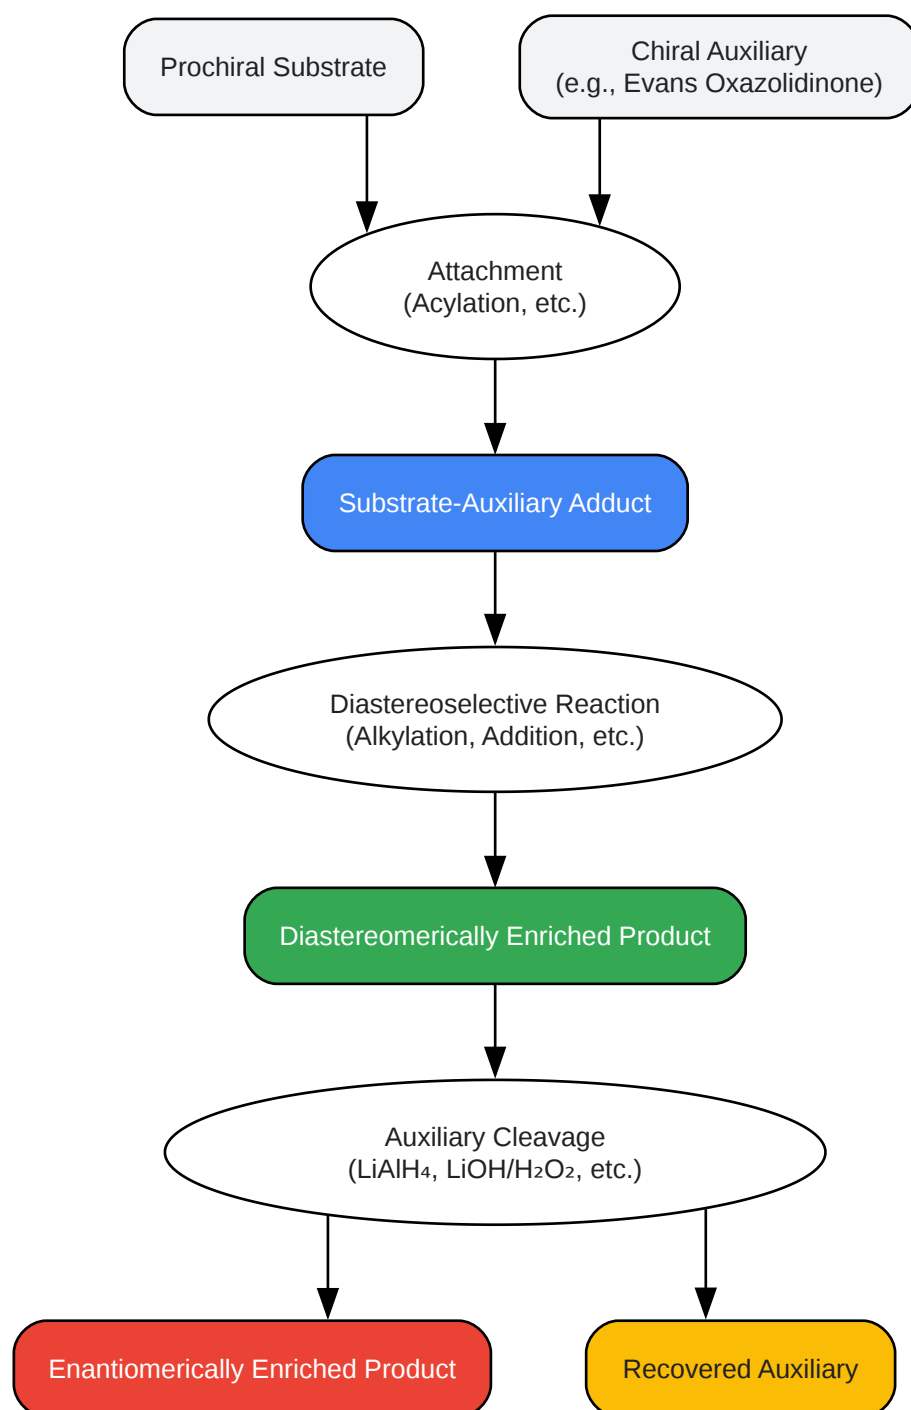 Prochiral Substrate
Chiral Auxiliary
(e.g., Evans Oxazolidinone)
Attachment
(Acylation, etc.)
Substrate-Auxiliary Adduct
Diastereoselective Reaction
(Alkylation, Addition, etc.)
Diastereomerically Enriched Product
Auxiliary Cleavage
(LiAlH₄, LiOH/H₂O₂, etc.)
Enantiomerically Enriched Product
Recovered Auxiliary